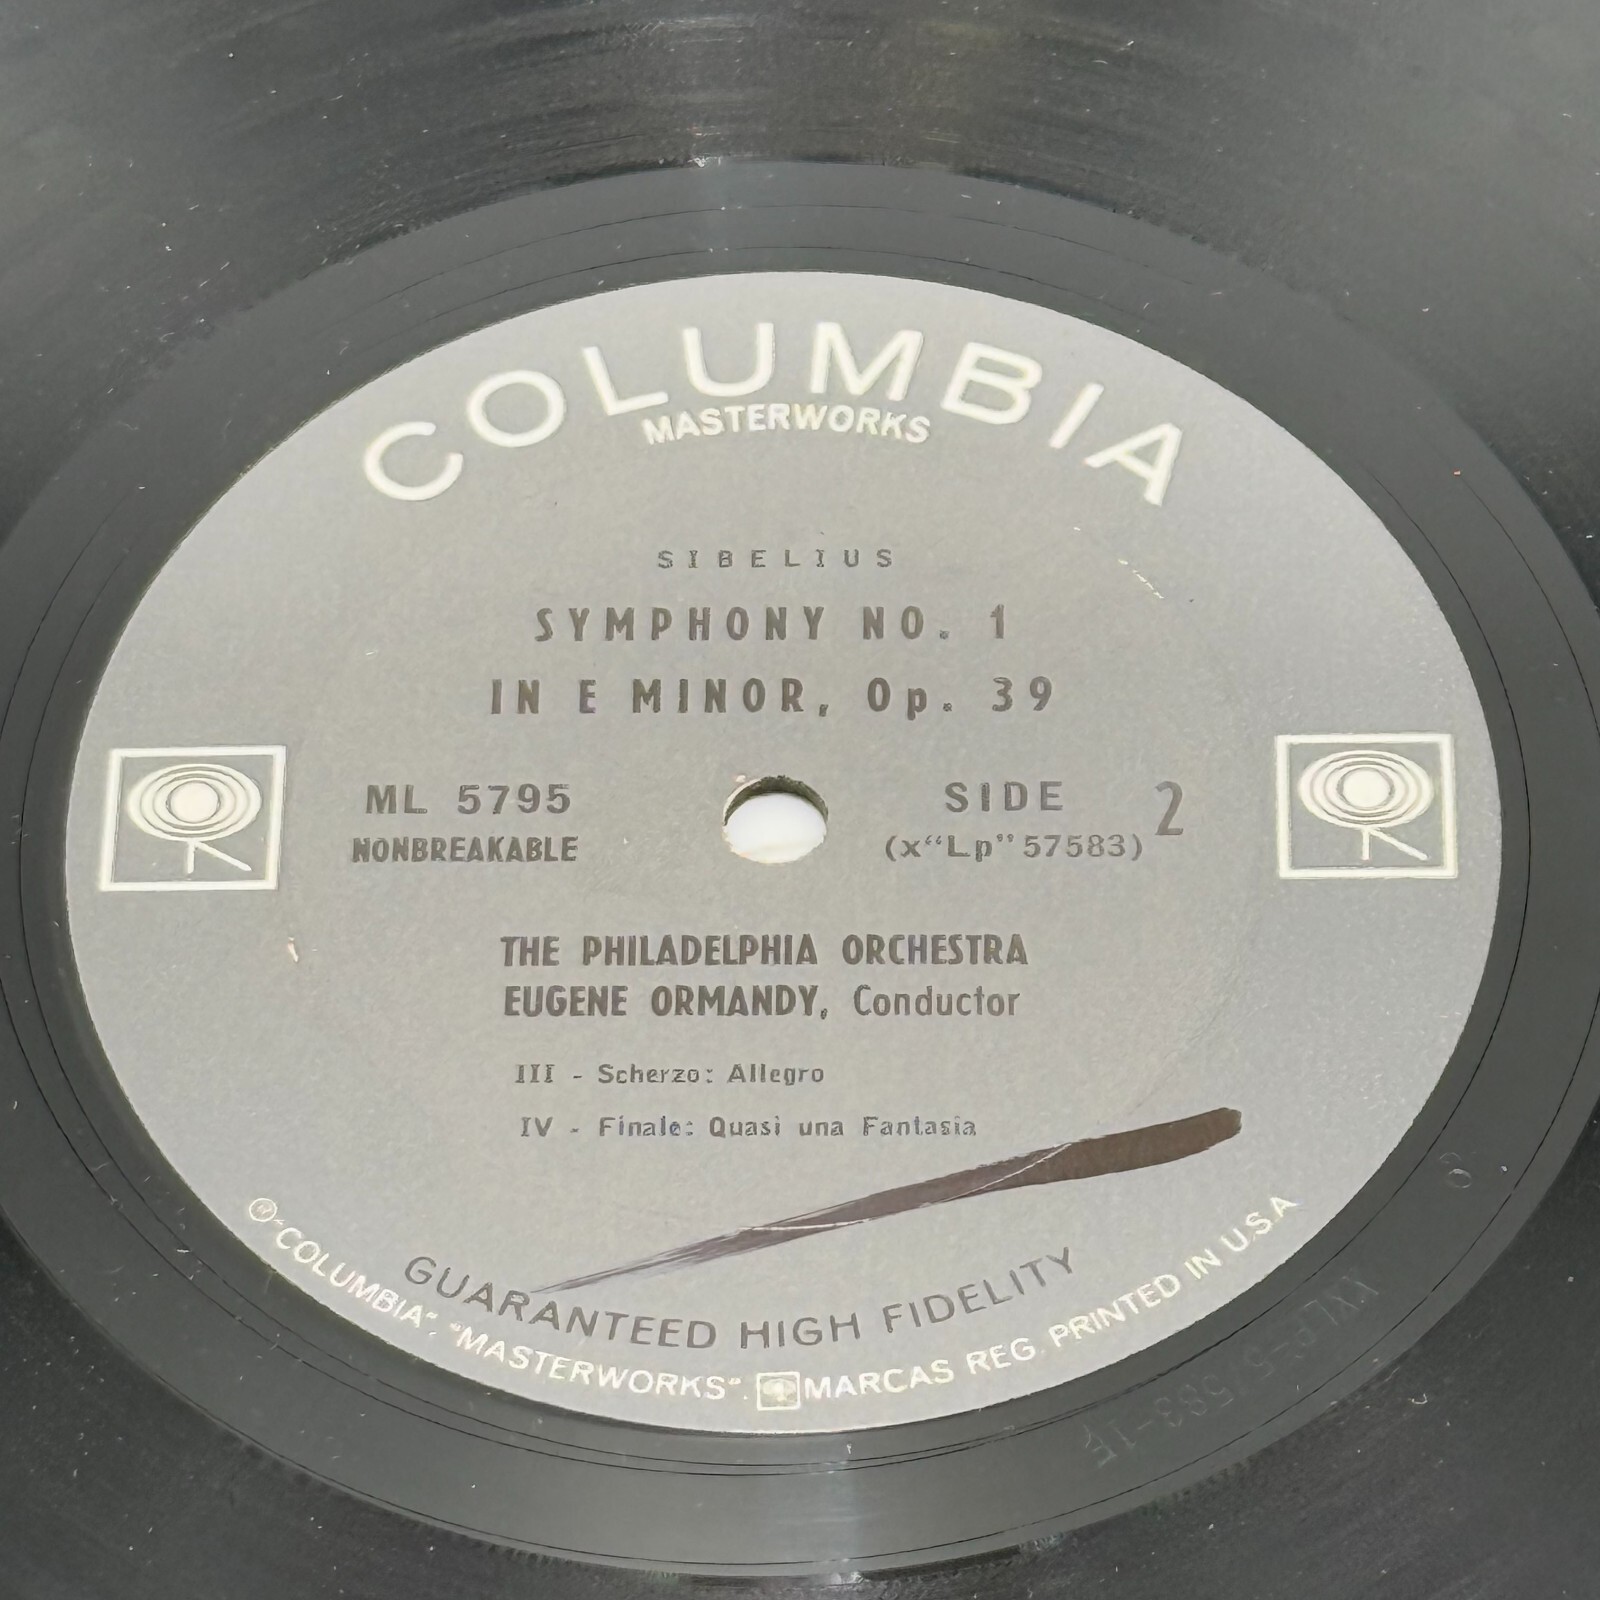 COLUMBIA
MASTERWORKS
SIBELIUS
SYMPHONY NO. 1
IN E MINOR, Op. 39
ML 5795
NONBREAKABLE
SIDE 2
(x“Lp” 57583)
THE PHILADELPHIA ORCHESTRA
EUGENE ORMANDY, Conductor
III - Scherzo: Allegro
IV - Finale: Quasi una Fantasia
GUARANTEED HIGH FIDELITY
® “COLUMBIA”, “MASTERWORKS”, MARCAS REG. PRINTED IN U.S.A